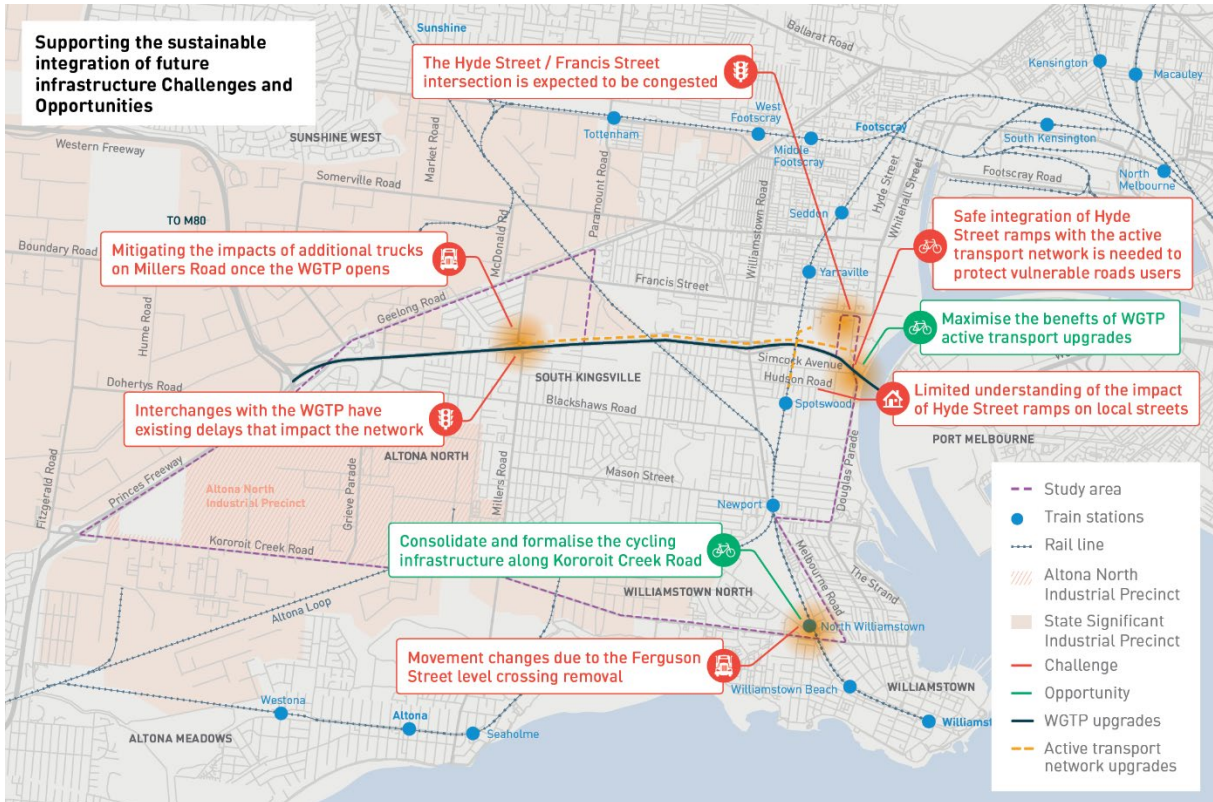 Supporting the sustainable
integration of future
infrastructure Challenges and
Opportunities
Sunshine
Ballarat Road
The Hyde Street / Francis Street
intersection is expected to be congested
Kensington
Macauley
SUNSHINE WEST
Market Road
Tottenham
West
Footscray
Middle
Footscray
Footscray
South Kensington
Western Freeway
Somerville Road
Paramount Road
Footscray Road
North
Melbourne
TO M80
McDonald Rd
Williamstown Road
Seddon
Hyde Street
Whitehall Street
Safe integration of Hyde
Street ramps with the active
transport network is needed to
protect vulnerable roads users
Boundary Road
Mitigating the impacts of additional trucks
on Millers Road once the WGTP opens
Francis Street
Yarraville
Geelong Road
Hume Road
Maximise the benefts of WGTP
active transport upgrades
Simcock Avenue
Dohertys Road
SOUTH KINGSVILLE
Hudson Road
Blackshaws Road
Spotswood
Limited understanding of the impact
of Hyde Street ramps on local streets
Interchanges with the WGTP have
existing delays that impact the network
PORT MELBOURNE
ALTONA NORTH
Fitzgerald Road
Princes Freeway
Altona North
Industrial Precinct
Grieve Parade
Millers Road
Mason Street
Douglas Parade
Newport
Kororoit Creek Road
Consolidate and formalise the cycling
infrastructure along Kororoit Creek Road
Melbourne Road
The Strand
WILLIAMSTOWN NORTH
Altona Loop
North Williamstown
Movement changes due to the Ferguson
Street level crossing removal
Williamstown Beach
WILLIAMSTOWN
Westona
Altona
Seaholme
Williamst
ALTONA MEADOWS
Study area
Train stations
Rail line
Altona North
Industrial Precinct
State Significant
Industrial Precinct
Challenge
Opportunity
WGTP upgrades
Active transport
network upgrades